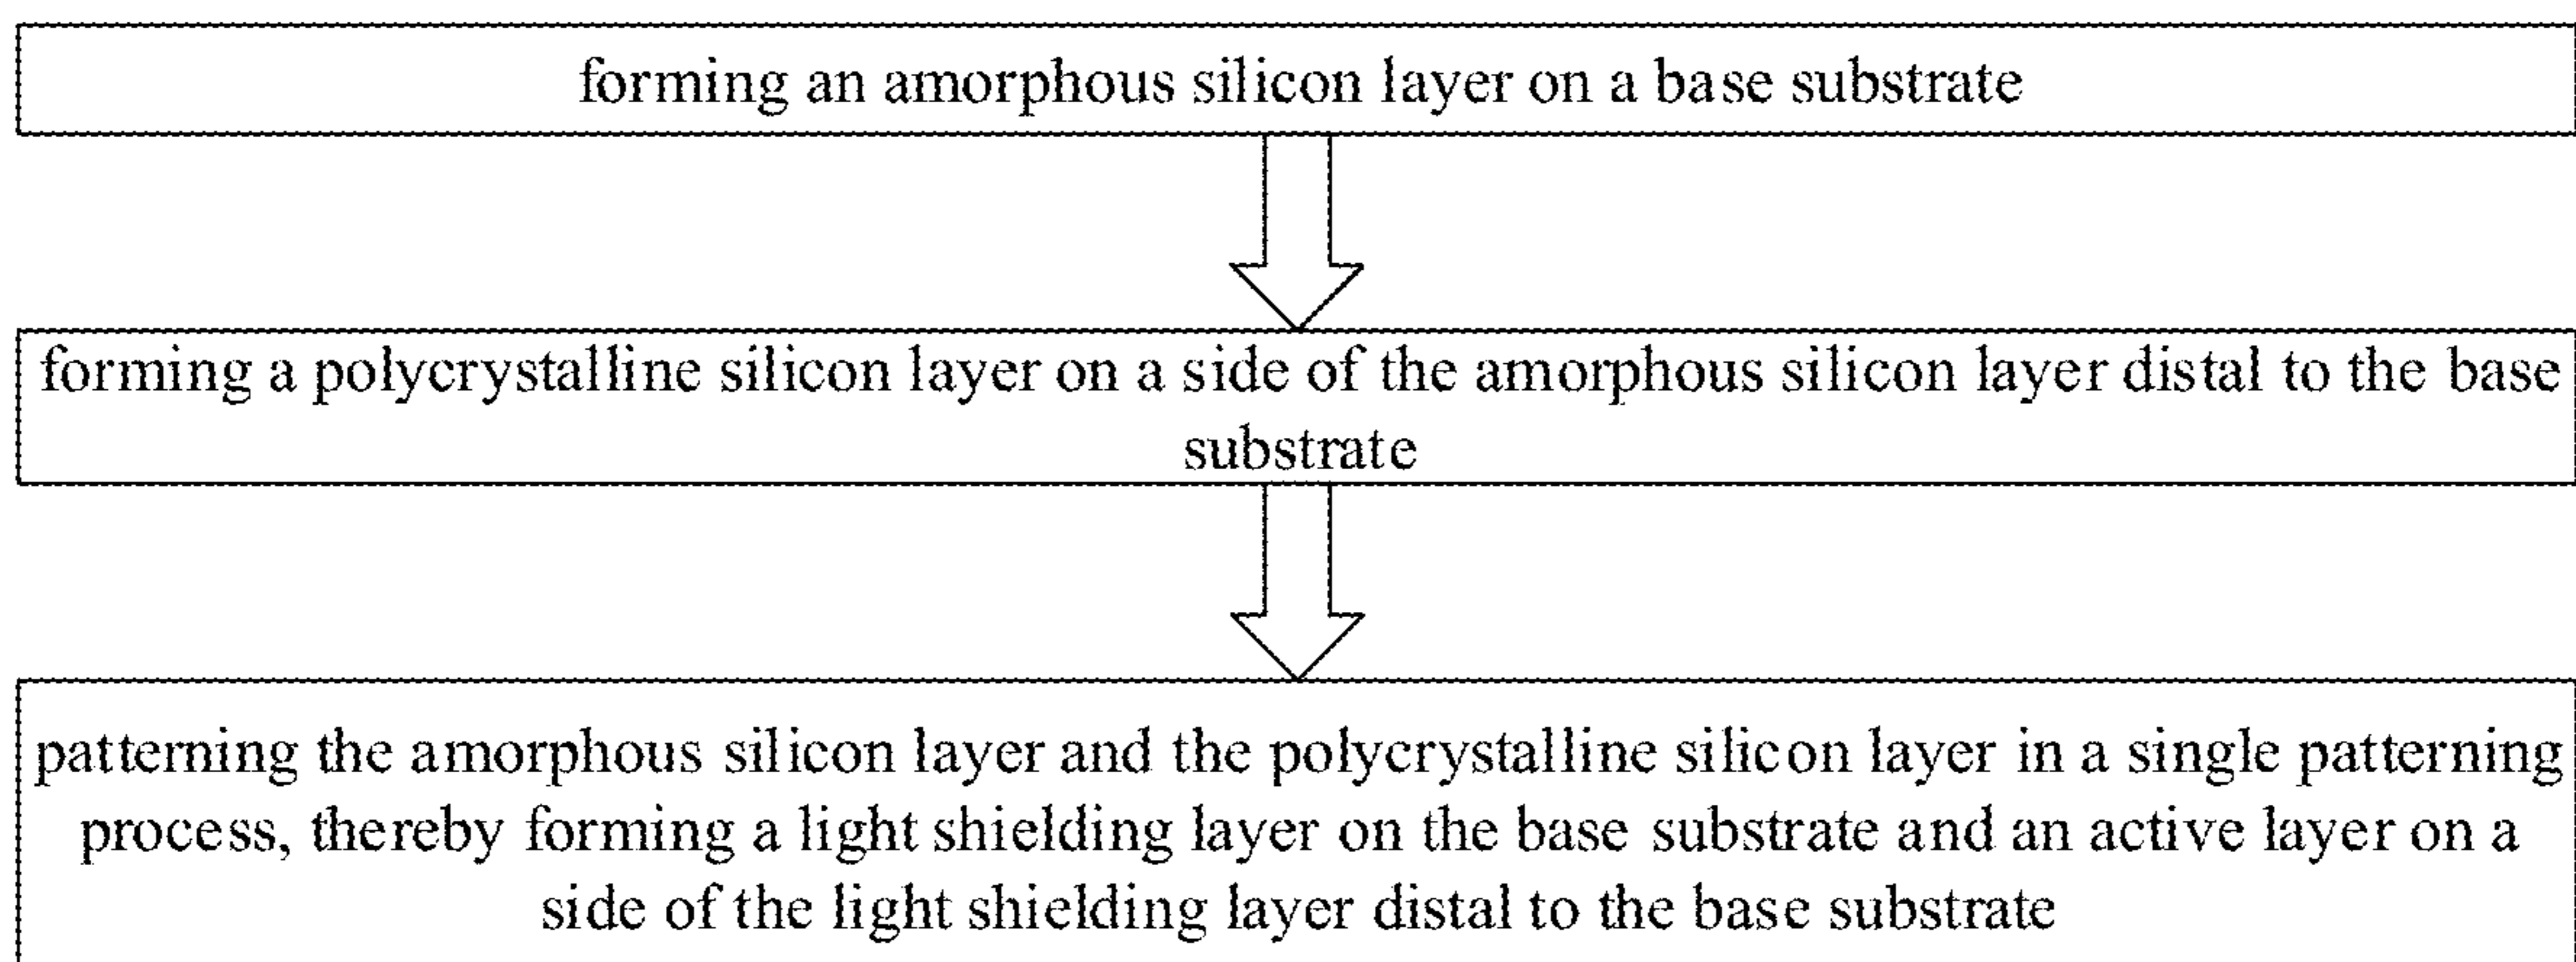 forming an amorphous silicon layer on a base substrate
forming a polycrystalline silicon layer on a side of the amorphous silicon layer distal to the base
substrate
patterning the amorphous silicon layer and the polycrystalline silicon layer in a single patterning
process, thereby forming a light shielding layer on the base substrate and an active layer on a
side of the light shielding layer distal to the base substrate